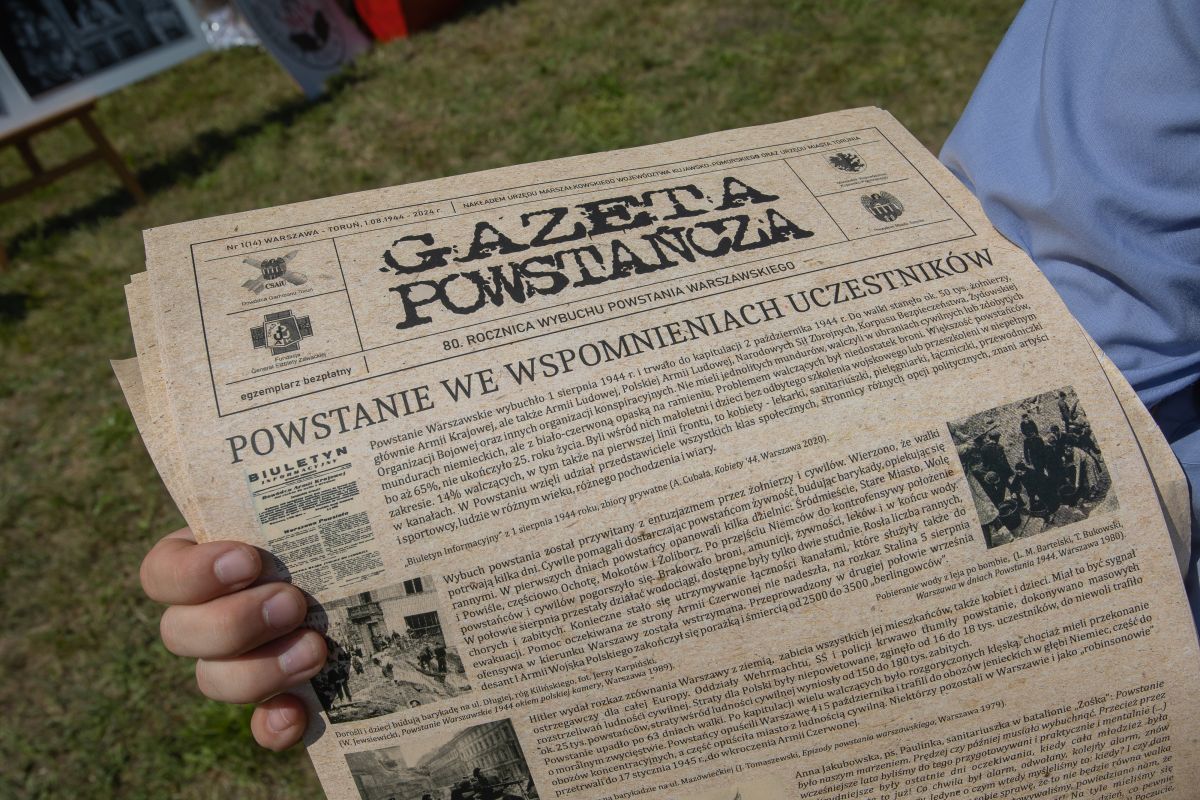 Nr 1(14) WARSZAWA - TORUŃ, 1.08.1944 - 2024 r.
NAKŁADEM URZĘDU MARSZAŁKOWSKIEGO WOJEWÓDZTWA KUJAWSKO-POMORSKIEGO ORAZ URZĘDU MIASTA TORUNIA
GAZETA
POWSTAŃCZA
80. ROCZNICA WYBUCHU POWSTANIA WARSZAWSKIEGO
CSAiU
Fundacja
Generał Elżbiety Zawackiej
egzemplarz bezpłatny
POWSTANIE WE WSPOMNIENIACH UCZESTNIKÓW
BIULETYN
INFORMACYJNY
Powstanie Warszawskie wybuchło 1 sierpnia 1944 r. i trwało do kapitulacji 2 października 1944 r. Do walki stanęło ok. 50 tys. żołnierzy,
głównie Armii Krajowej, ale także Armii Ludowej, Polskiej Armii Ludowej, Narodowych Sił Zbrojnych, Korpusu Bezpieczeństwa, Żydowskiej
Organizacji Bojowej oraz innych organizacji konspiracyjnych. Nie mieli jednolitych mundurów, walczyli w ubraniach cywilnych lub zdobytych
mundurach niemieckich, ale z biało-czerwoną opaską na ramieniu. Problemem walczących był niedostatek broni. Większość powstańców,
bo aż 65%, nie ukończyło 25. roku życia. Byli wśród nich małoletni i dzieci bez odbytego szkolenia wojskowego lub przeszkoleni w niepełnym
zakresie. 14% walczących, w tym także na pierwszej linii frontu, to kobiety - lekarki, sanitariuszki, pielęgniarki, łączniczki, przewodniczki
w kanałach. W Powstaniu wzięli udział przedstawiciele wszystkich klas społecznych, stronnicy różnych opcji politycznych, znani artyści
i sportowcy, ludzie w różnym wieku, różnego pochodzenia i wiary.
„Biuletyn Informacyjny” z 1 sierpnia 1944 roku, zbiory prywatne (A. Cubała, Kobiety '44, Warszawa 2020).
Wybuch powstania został przywitany z entuzjazmem przez żołnierzy i cywilów. Wierzono, że walki
potrwają kilka dni. Cywile pomagali dostarczając powstańcom żywność, budując barykady, opiekując się
rannymi. W pierwszych dniach powstańcy opanowali kilka dzielnic: Śródmieście, Stare Miasto, Wolę
i Powiśle, częściowo Ochotę, Mokotów i Żoliborz. Po przejściu Niemców do kontrofensywy położenie
powstańców i cywilów pogorszyło się. Brakowało broni, amunicji, żywności, leków i w końcu wody.
W połowie sierpnia przestały działać wodociągi, dostępne były tylko dwie studnie. Rosła liczba rannych,
chorych i zabitych. Konieczne stało się utrzymywanie łączności kanałami, które służyły także do
ewakuacji. Pomoc oczekiwana ze strony Armii Czerwonej nie nadeszła, na rozkaz Stalina 5 sierpnia
ofensywa w kierunku Warszawy została wstrzymana. Przeprowadzony w drugiej połowie września
desant I Armii Wojska Polskiego zakończył się porażką i śmiercią od 2500 do 3500 „berlingowców”.
Pobieranie wody z leja po bombie, (L. M. Bartelski, T. Bukowski,
Warszawa w dniach Powstania 1944, Warszawa 1980).
Dorośli i dzieci budują barykadę na ul. Długiej, róg Kilińskiego, fot. Jerzy Karpiński,
(W. Jewsiewicki, Powstanie Warszawskie 1944 okiem polskiej kamery, Warszawa 1989).
Hitler wydał rozkaz zrównania Warszawy z ziemią, zabicia wszystkich jej mieszkańców, także kobiet i dzieci. Miał to być sygnał
ostrzegawczy dla całej Europy. Oddziały Wehrmachtu, SS i policji krwawo tłumiły powstanie, dokonywano masowych
rozstrzeliwań ludności cywilnej. Straty dla Polski były niepowetowane, zginęło od 16 do 18 tys. uczestników, do niewoli trafiło
ok. 25 tys. powstańców, straty wśród ludności cywilnej wyniosły od 150 do 180 tys. zabitych.
Powstanie upadło po 63 dniach walki. Po kapitulacji wielu walczących było rozgoryczonych klęską, chociaż mieli przekonanie
o moralnym zwycięstwie. Powstańcy opuścili Warszawę 4 i 5 października i trafili do obozów jenieckich w głębi Niemiec, część do
obozów koncentracyjnych, a część opuściła miasto z ludnością cywilną. Niektórzy pozostali w Warszawie i jako „robinsonowie”
przetrwali do 17 stycznia 1945 r., do wkroczenia Armii Czerwonej.
barykadzie na ul. Mazowieckiej (J. Tomaszewski, Epizody powstania warszawskiego, Warszawa 1979).
Anna Jakubowska, ps. Paulinka, sanitariuszka w batalionie „Zośka”: Powstanie
było naszym marzeniem. Prędzej czy później musiało wybuchnąć. Przecież przez
wcześniejsze lata byliśmy do tego przygotowywani i praktycznie i mentalnie (...)